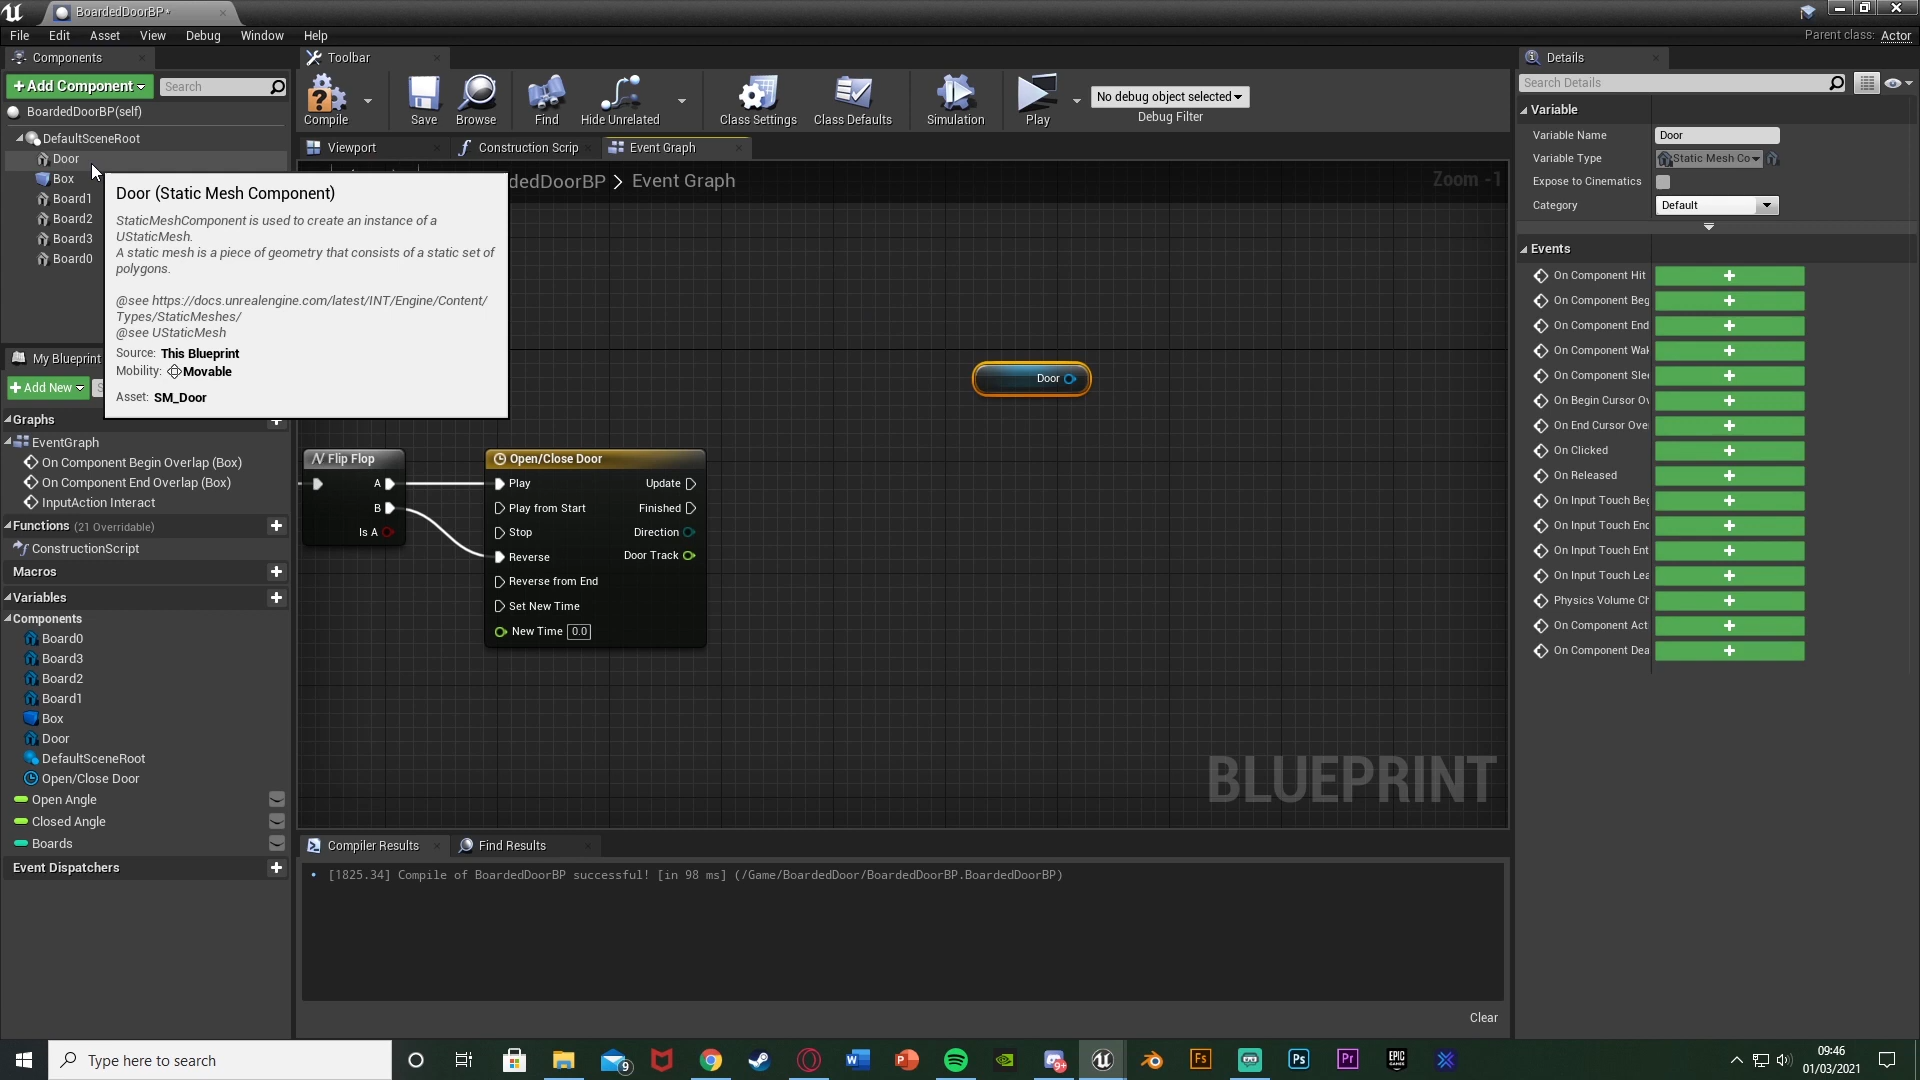 BoardedDoorBP*
File Edit Asset View Debug Window Help
Parent class: Actor
Components
Toolbar
Details
+Add Component
Search
BoardedDoorBP(self)
DefaultSceneRoot
Door
Box
Board1
Board2
Board3
Board0
Compile
Save
Browse
Find
Hide Unrelated
Class Settings
Class Defaults
Simulation
Play
No debug object selected
Debug Filter
Viewport
Construction Scrip
Event Graph
dedDoorBP > Event Graph
Zoom -1
Door (Static Mesh Component)
StaticMeshComponent is used to create an instance of a
UStaticMesh.
A static mesh is a piece of geometry that consists of a static set of
polygons.
@see https://docs.unrealengine.com/latest/INT/Engine/Content/
Types/StaticMeshes/
@see UStaticMesh
Source: This Blueprint
Mobility: Movable
Asset: SM_Door
Door
Flip Flop
A
B
Is A
Open/Close Door
Play
Play from Start
Stop
Reverse
Reverse from End
Set New Time
New Time 0.0
Update
Finished
Direction
Door Track
BLUEPRINT
My Blueprint
+Add New
Graphs
EventGraph
On Component Begin Overlap (Box)
On Component End Overlap (Box)
InputAction Interact
Functions (21 Overridable)
ConstructionScript
Macros
Variables
Components
Board0
Board3
Board2
Board1
Box
Door
DefaultSceneRoot
Open/Close Door
Open Angle
Closed Angle
Boards
Event Dispatchers
Compiler Results
Find Results
[1825.34] Compile of BoardedDoorBP successful! [in 98 ms] (/Game/BoardedDoor/BoardedDoorBP.BoardedDoorBP)
Clear
Search Details
Variable
Variable Name Door
Variable Type Static Mesh Co
Expose to Cinematics
Category Default
Events
On Component Hit
On Component Beg
On Component End
On Component Wak
On Component Slee
On Begin Cursor Ov
On End Cursor Ove
On Clicked
On Released
On Input Touch Beg
On Input Touch End
On Input Touch Ent
On Input Touch Lea
Physics Volume Ch
On Component Act
On Component Dea
Type here to search
9
9+
Fs
Ps
Pr
EPIC
GAMES
09:46
01/03/2021